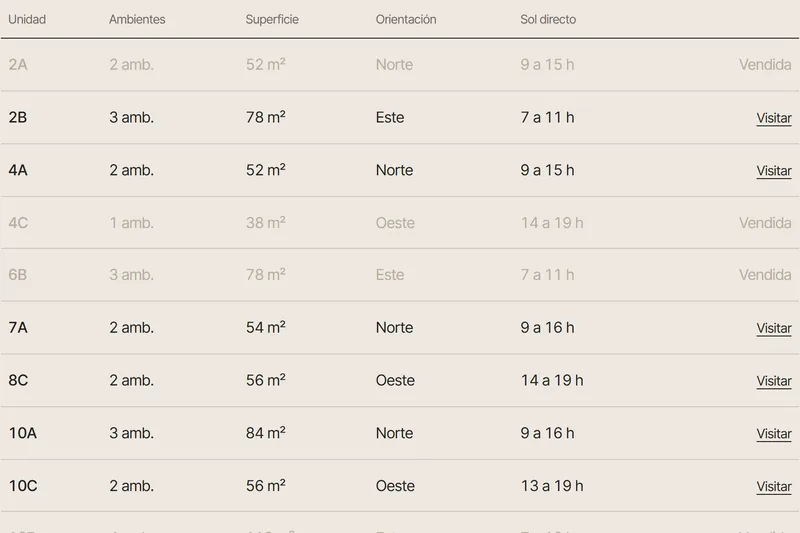 Unidad Ambientes Superficie Orientación Sol directo
2A 2 amb. 52 m² Norte 9 a 15 h Vendida
2B 3 amb. 78 m² Este 7 a 11 h Visitar
4A 2 amb. 52 m² Norte 9 a 15 h Visitar
4C 1 amb. 38 m² Oeste 14 a 19 h Vendida
6B 3 amb. 78 m² Este 7 a 11 h Vendida
7A 2 amb. 54 m² Norte 9 a 16 h Visitar
8C 2 amb. 56 m² Oeste 14 a 19 h Visitar
10A 3 amb. 84 m² Norte 9 a 16 h Visitar
10C 2 amb. 56 m² Oeste 13 a 19 h Visitar